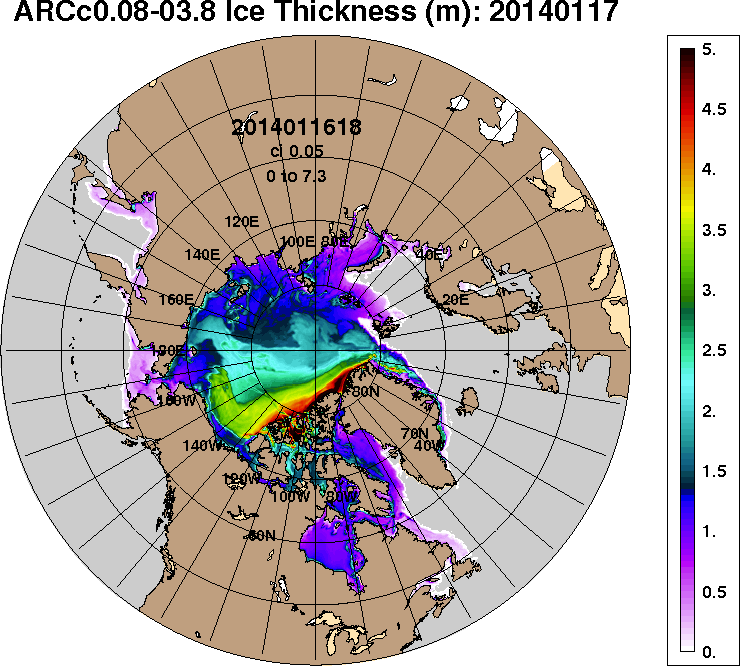 ARCc0.08-03.8 Ice Thickness (m): 20140117
5.
2014011618
ci 0.05
0 to 7.3
4.5
4.
120E
100E 80E
3.5
140E
40E
160E
20E
3.
180E
2.5
160W
80N
2.
140W
70N
40W
120W
100W
80W
1.5
60N
1.
0.5
0.